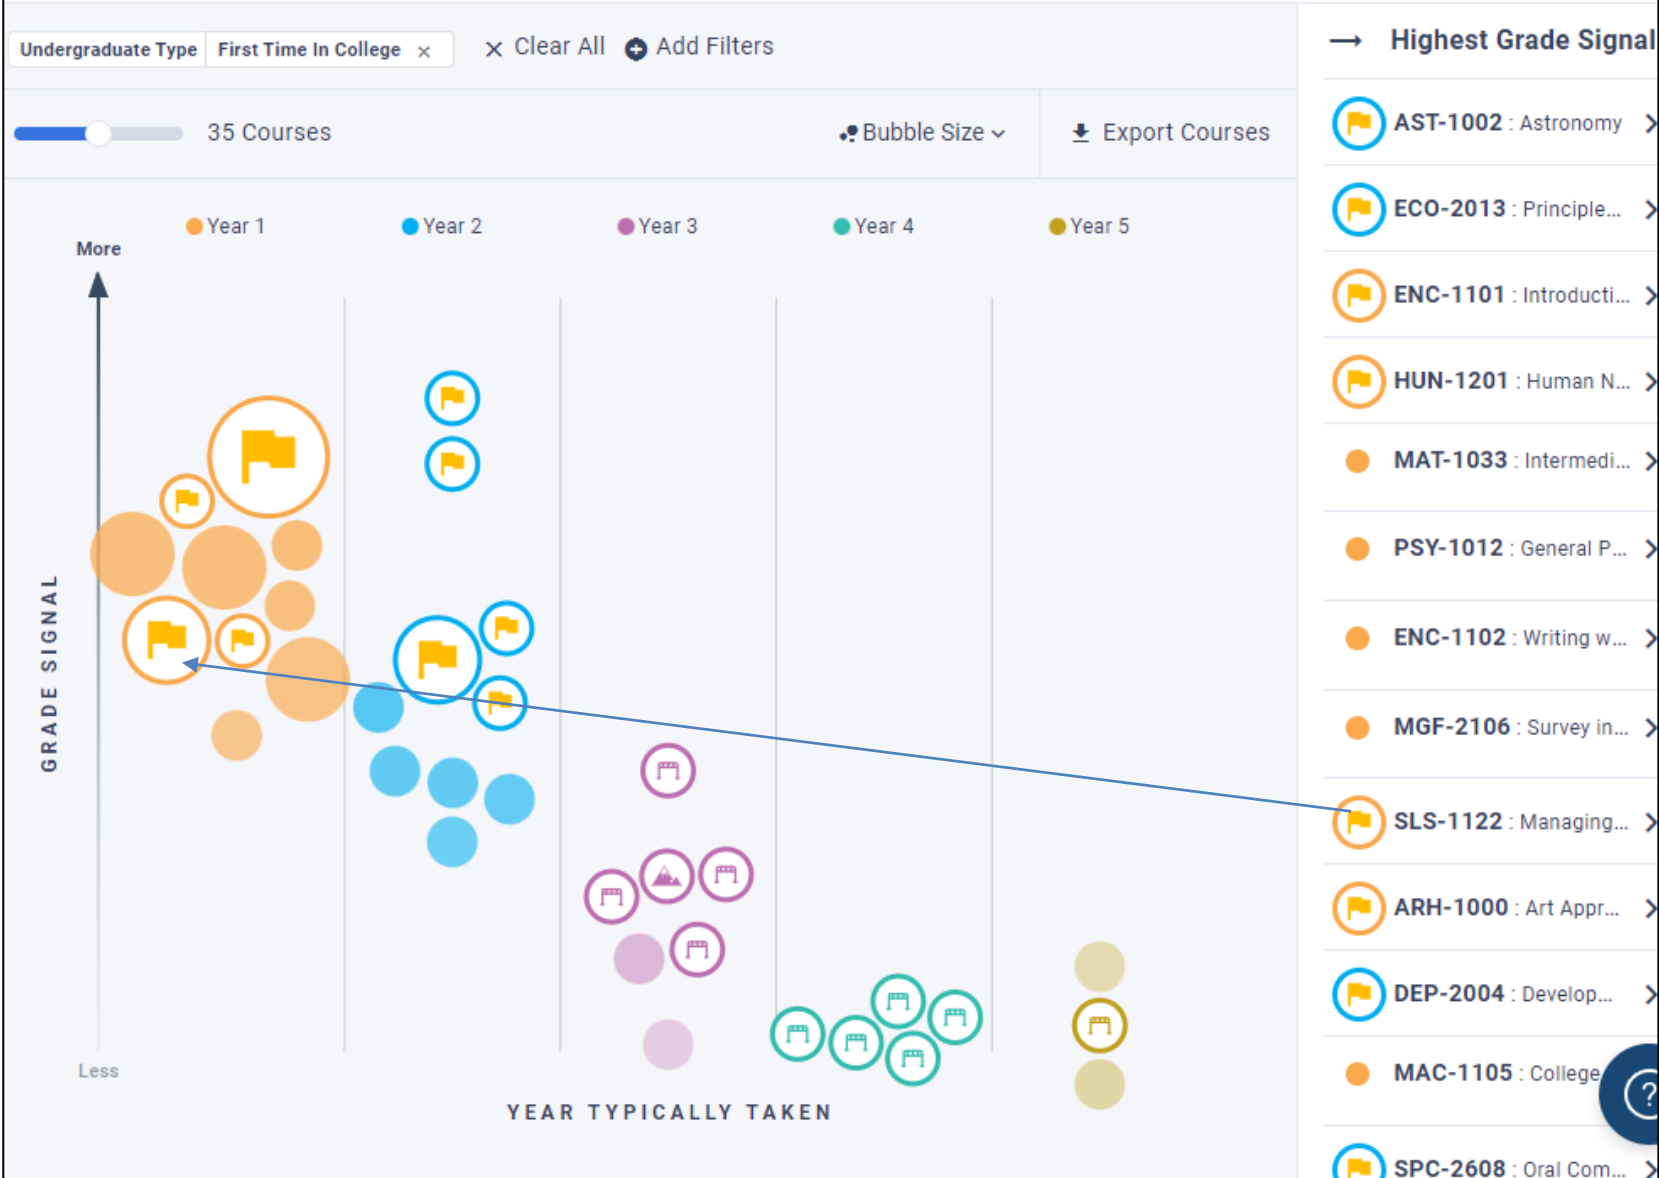 Undergraduate Type First Time In College × × Clear All Add Filters
35 Courses Bubble Size Export Courses
Year 1 Year 2 Year 3 Year 4 Year 5
More
GRADE SIGNAL
Less
YEAR TYPICALLY TAKEN
→ Highest Grade Signal
AST-1002 : Astronomy
ECO-2013 : Principle...
ENC-1101 : Introducti...
HUN-1201 : Human N...
MAT-1033 : Intermedi...
PSY-1012 : General P...
ENC-1102 : Writing w...
MGF-2106 : Survey in...
SLS-1122 : Managing...
ARH-1000 : Art Appr...
DEP-2004 : Develop...
MAC-1105 : College
?
SPC-2608 : Oral Com...